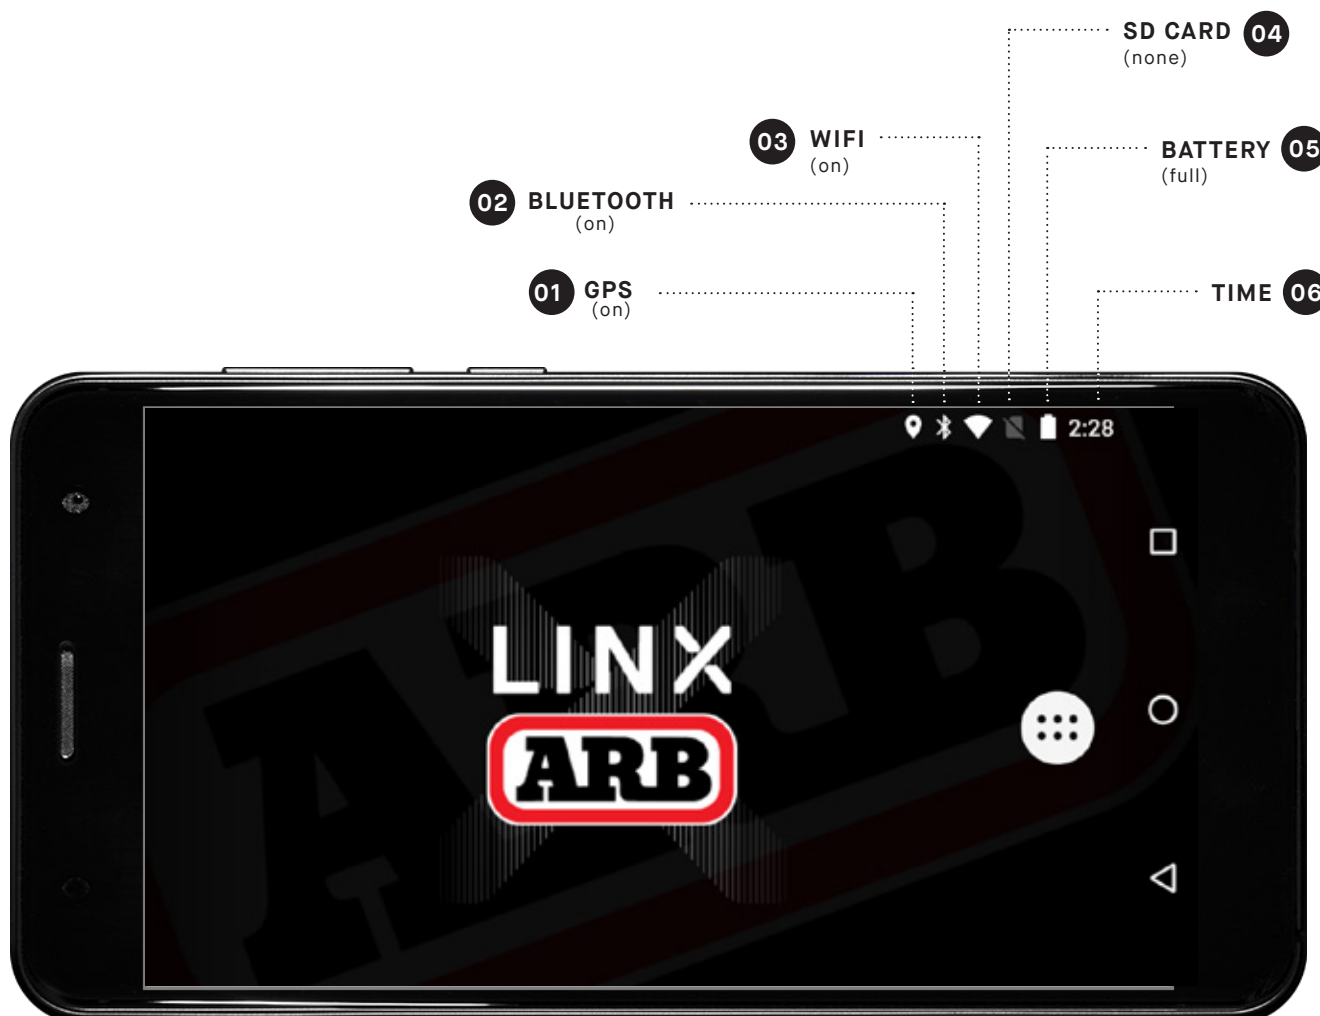 SD CARD 04
(none)
03 WIFI
(on)
BATTERY 05
(full)
02 BLUETOOTH
(on)
01 GPS
(on)
TIME 06
2:28
LINX
ARB
ARB